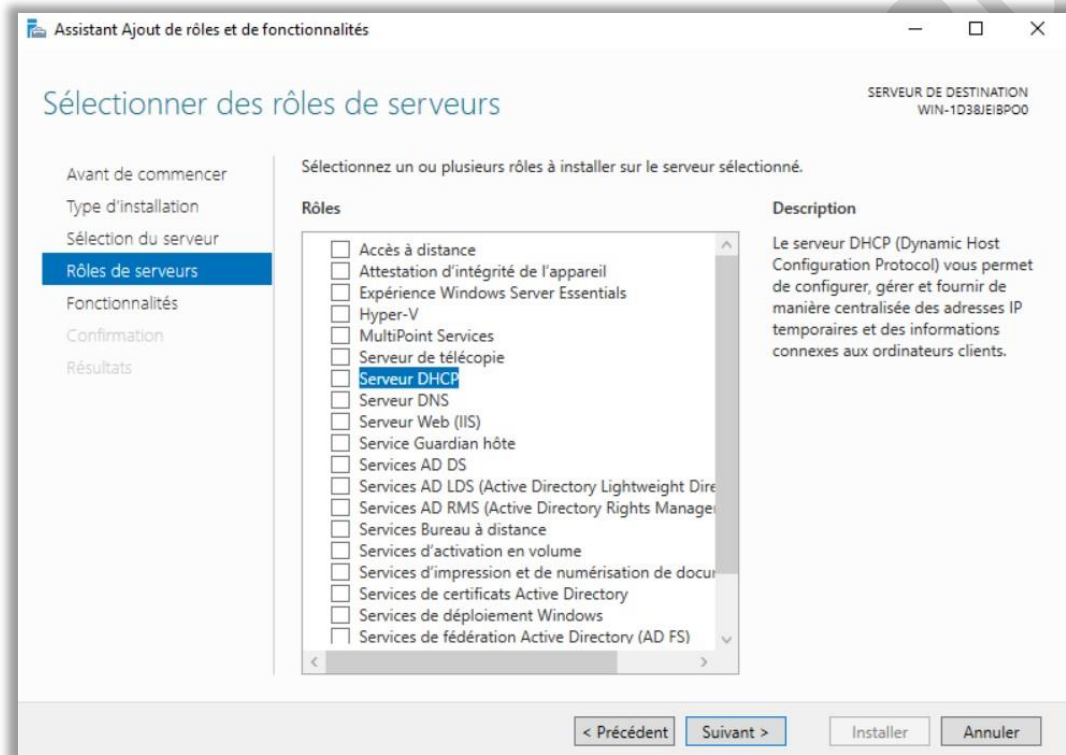 Assistant Ajout de rôles et de fonctionnalités
Sélectionner des rôles de serveurs
SERVEUR DE DESTINATION
WIN-1D38JEIBPO0
Avant de commencer
Type d'installation
Sélection du serveur
Rôles de serveurs
Fonctionnalités
Confirmation
Résultats
Sélectionnez un ou plusieurs rôles à installer sur le serveur sélectionné.
Rôles
Accès à distance
Attestation d'intégrité de l'appareil
Expérience Windows Server Essentials
Hyper-V
MultiPoint Services
Serveur de télécopie
Serveur DHCP
Serveur DNS
Serveur Web (IIS)
Service Guardian hôte
Services AD DS
Services AD LDS (Active Directory Lightweight Dire
Services AD RMS (Active Directory Rights Manager
Services Bureau à distance
Services d'activation en volume
Services d'impression et de numérisation de docur
Services de certificats Active Directory
Services de déploiement Windows
Services de fédération Active Directory (AD FS)
Description
Le serveur DHCP (Dynamic Host
Configuration Protocol) vous permet
de configurer, gérer et fournir de
manière centralisée des adresses IP
temporaires et des informations
connexes aux ordinateurs clients.
< Précédent
Suivant >
Installer
Annuler